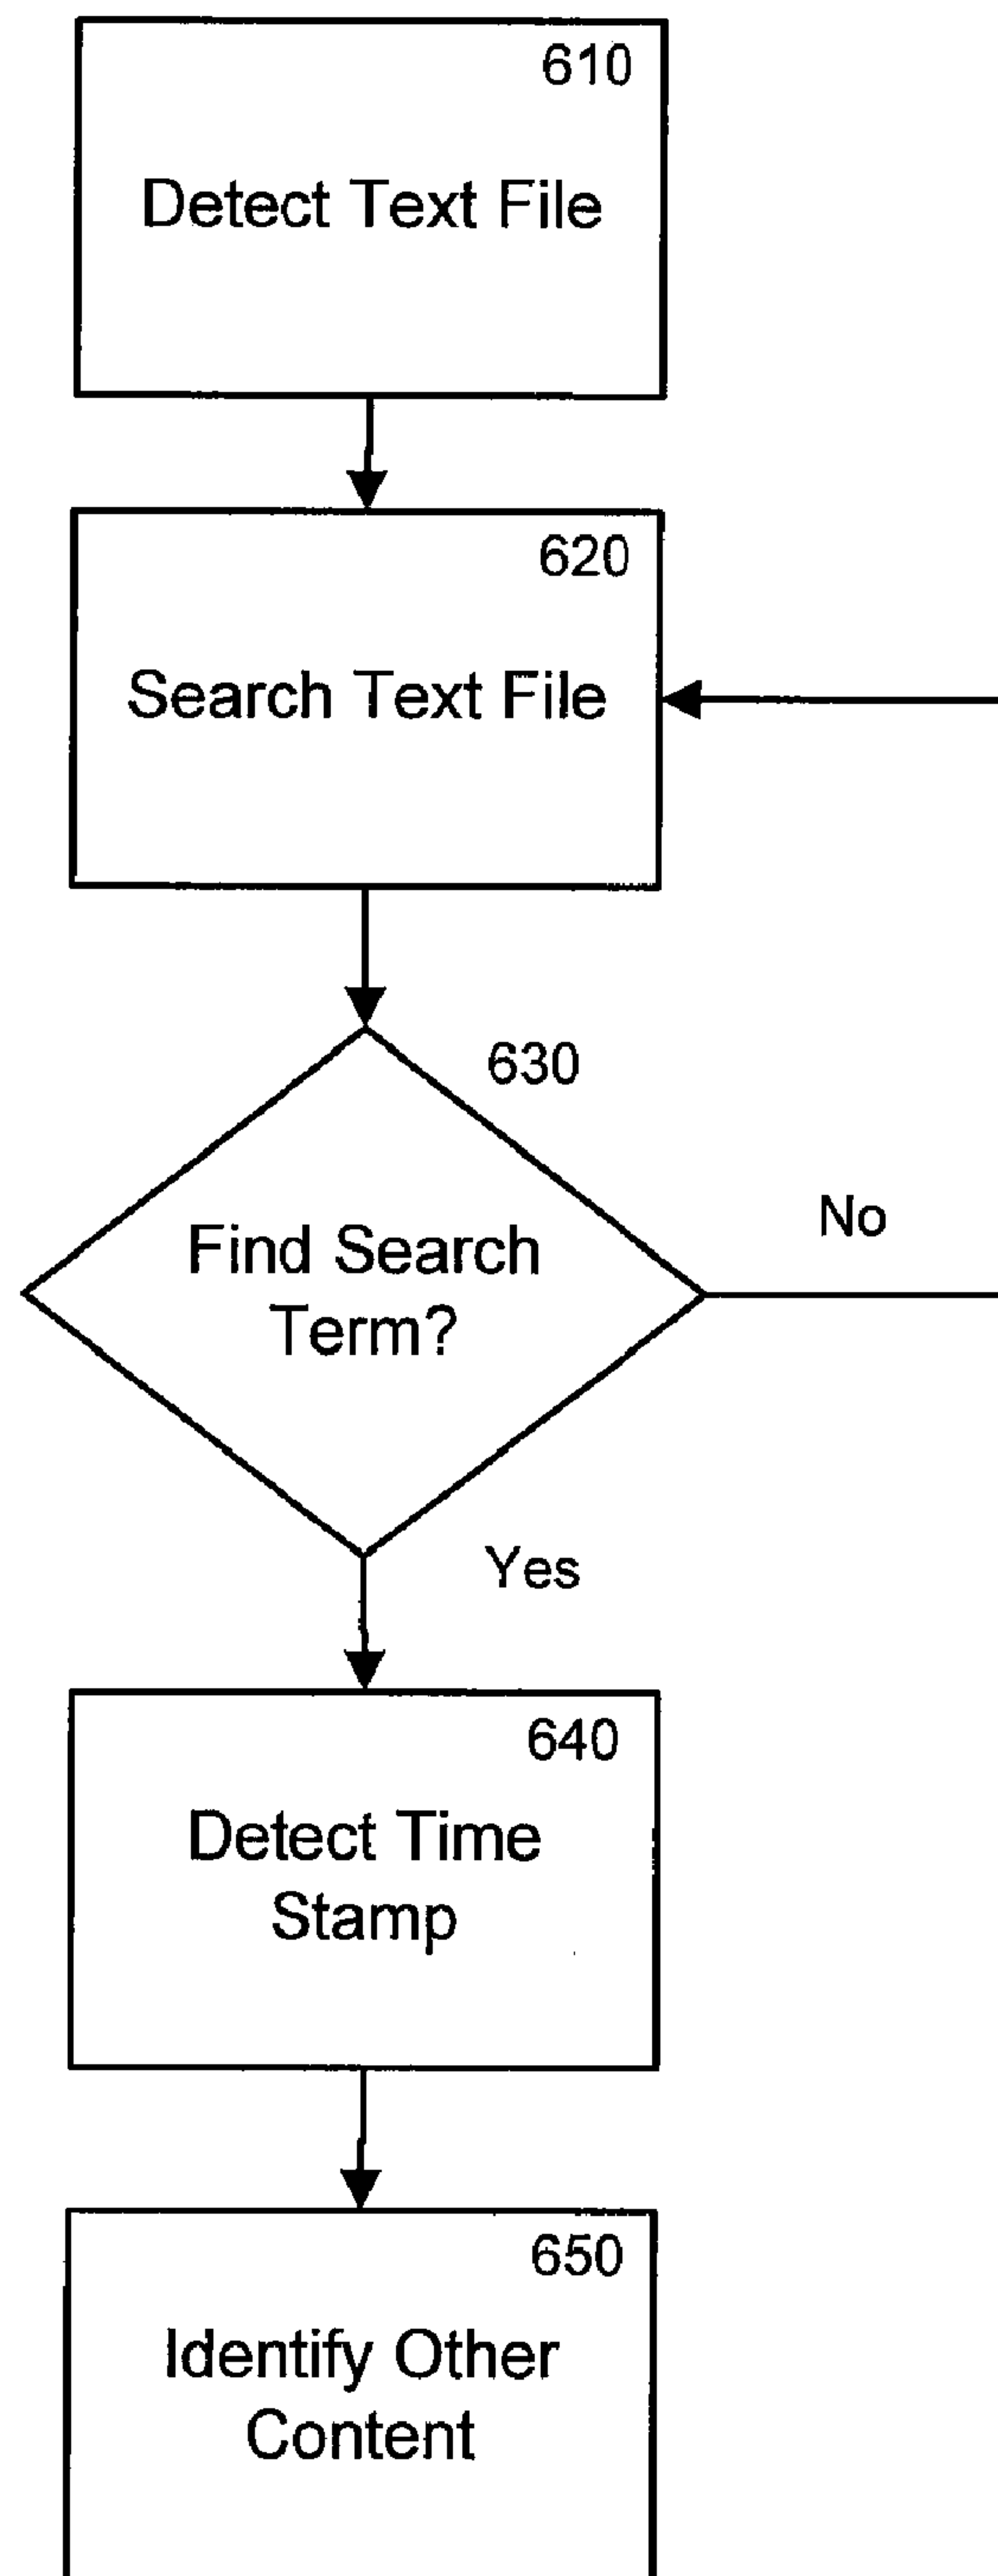 610
Detect Text File
620
Search Text File
630
Find Search
Term?
No
Yes
640
Detect Time
Stamp
650
Identify Other
Content